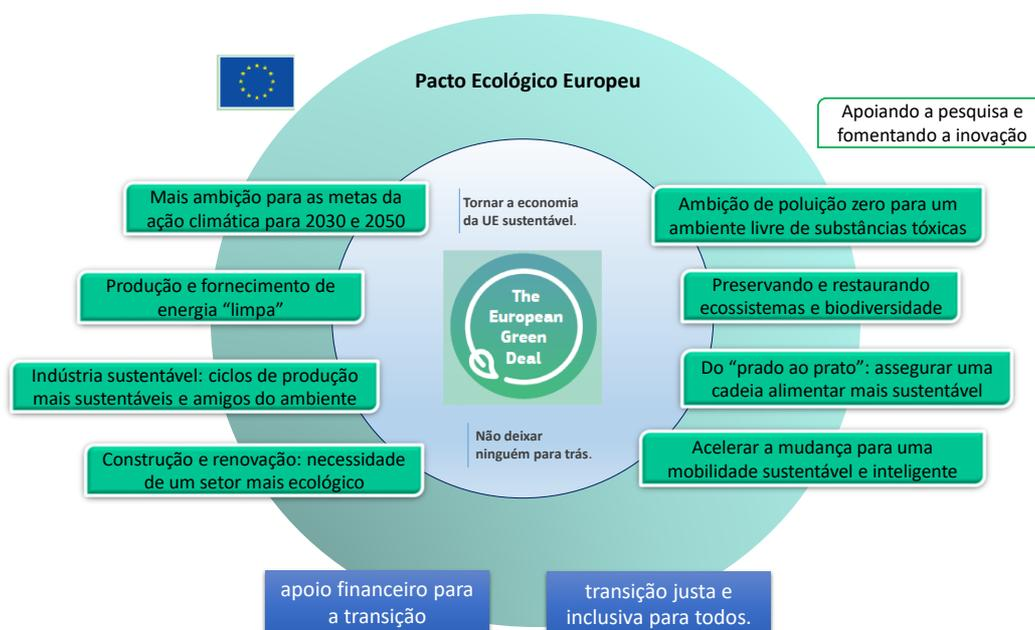 Pacto Ecológico Europeu
Apoiando a pesquisa e
fomentando a inovação
Mais ambição para as metas da
ação climática para 2030 e 2050
Tornar a economia
da UE sustentável.
Ambição de poluição zero para um
ambiente livre de substâncias tóxicas
Produção e fornecimento de
energia “limpa”
The
European
Green
Deal
Preservando e restaurando
ecossistemas e biodiversidade
Indústria sustentável: ciclos de produção
mais sustentáveis e amigos do ambiente
Do “prado ao prato”: assegurar uma
cadeia alimentar mais sustentável
Construção e renovação: necessidade
de um setor mais ecológico
Não deixar
ninguém para trás.
Acelerar a mudança para uma
mobilidade sustentável e inteligente
apoio financeiro para
a transição
transição justa e
inclusiva para todos.